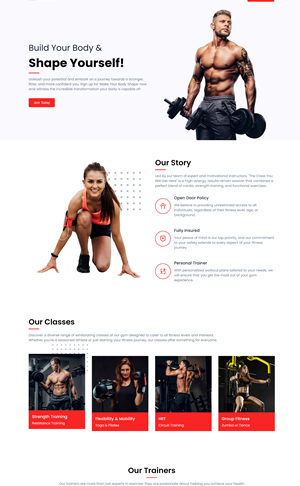 Build Your Body &
Shape Yourself!
Unleash your potential and embark on a journey towards a stronger,
fitter, and more confident you. Sign up for 'Make Your Body Shape' now
and witness the incredible transformation your body is capable of!
Join Today
Our Story
Led by our team of expert and motivational instructors, "The Class You
Will Get Here" is a high-energy, results-driven session that combines a
perfect blend of cardio, strength training, and functional exercises.
Open Door Policy
We believe in providing unrestricted access to all
individuals, regardless of their fitness level, age, or
background.
Fully Insured
Your peace of mind is our top priority, and our commitment
to your safety extends to every aspect of your fitness
journey.
Personal Trainer
With personalized workout plans tailored to your needs, we
will ensure that you get the most out of your gym
experience.
Our Classes
Discover a diverse range of exhilarating classes at our gym designed to cater to all fitness levels and interests.
Whether you're a seasoned athlete or just starting your fitness journey, our classes offer something for everyone.
Strength Training
Resistance Training
Flexibility & Mobility
Yoga & Pilates
HIIT
Circuit Training
Group Fitness
Zumba or Dance
Our Trainers
Our trainers are more than just experts in exercise; they are passionate about helping you achieve your health